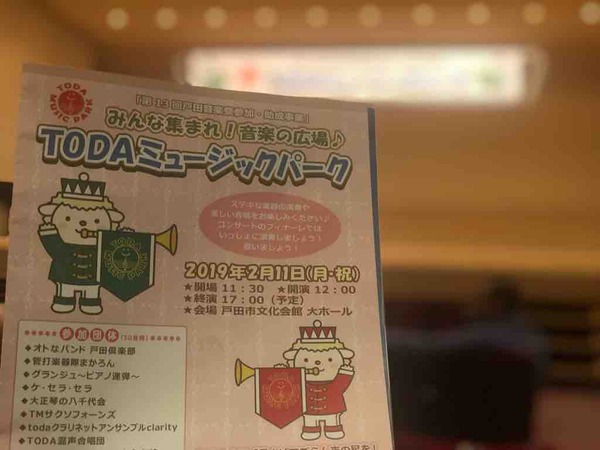 TODA MUSIC PARK
「第13回戸田音楽祭参加・助成事業」
みんな集まれ！音楽の広場♪
TODAミュージックパーク
ステキな楽器の演奏や
楽しい合唱をお楽しみください♪
コンサートのフィナーレでは
いっしょに演奏しましょう！
歌いましょう！
TODA MUSIC PARK
2019年2月11日(月・祝)
★開場 11：30 ★開演 12：00
★終演 17：00（予定）
★会場 戸田市文化会館 大ホール
参加団体
◆オトなバンド 戸田倶楽部
◆管打楽器隊まかろん
◆グランジュ～ピアノ連弾～
◆ケ・セラ・セラ
◆大正琴の八千代会
◆TMサクソフォーンズ
◆todaクラリネットアンサンブルclarity
◆TODA混声合唱団